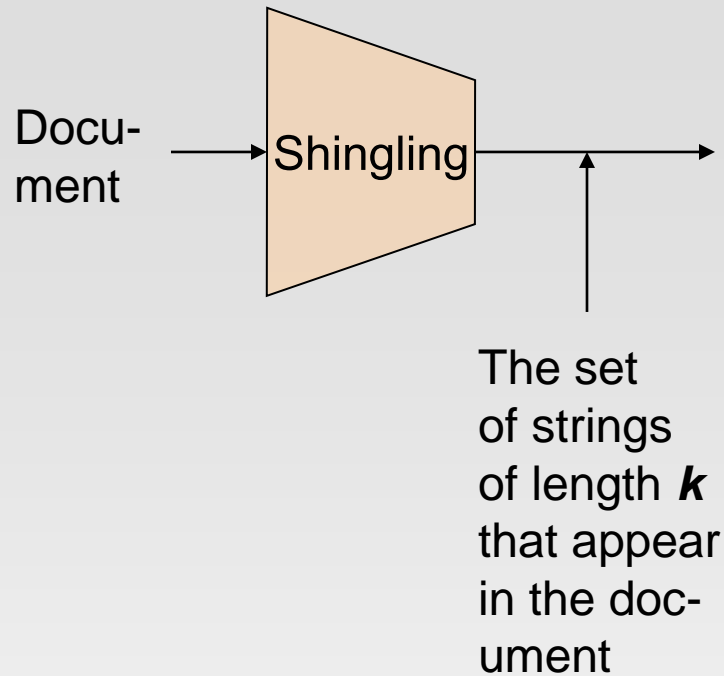 Docu-
ment
Shingling
The set
of strings
of length k
that appear
in the doc-
ument